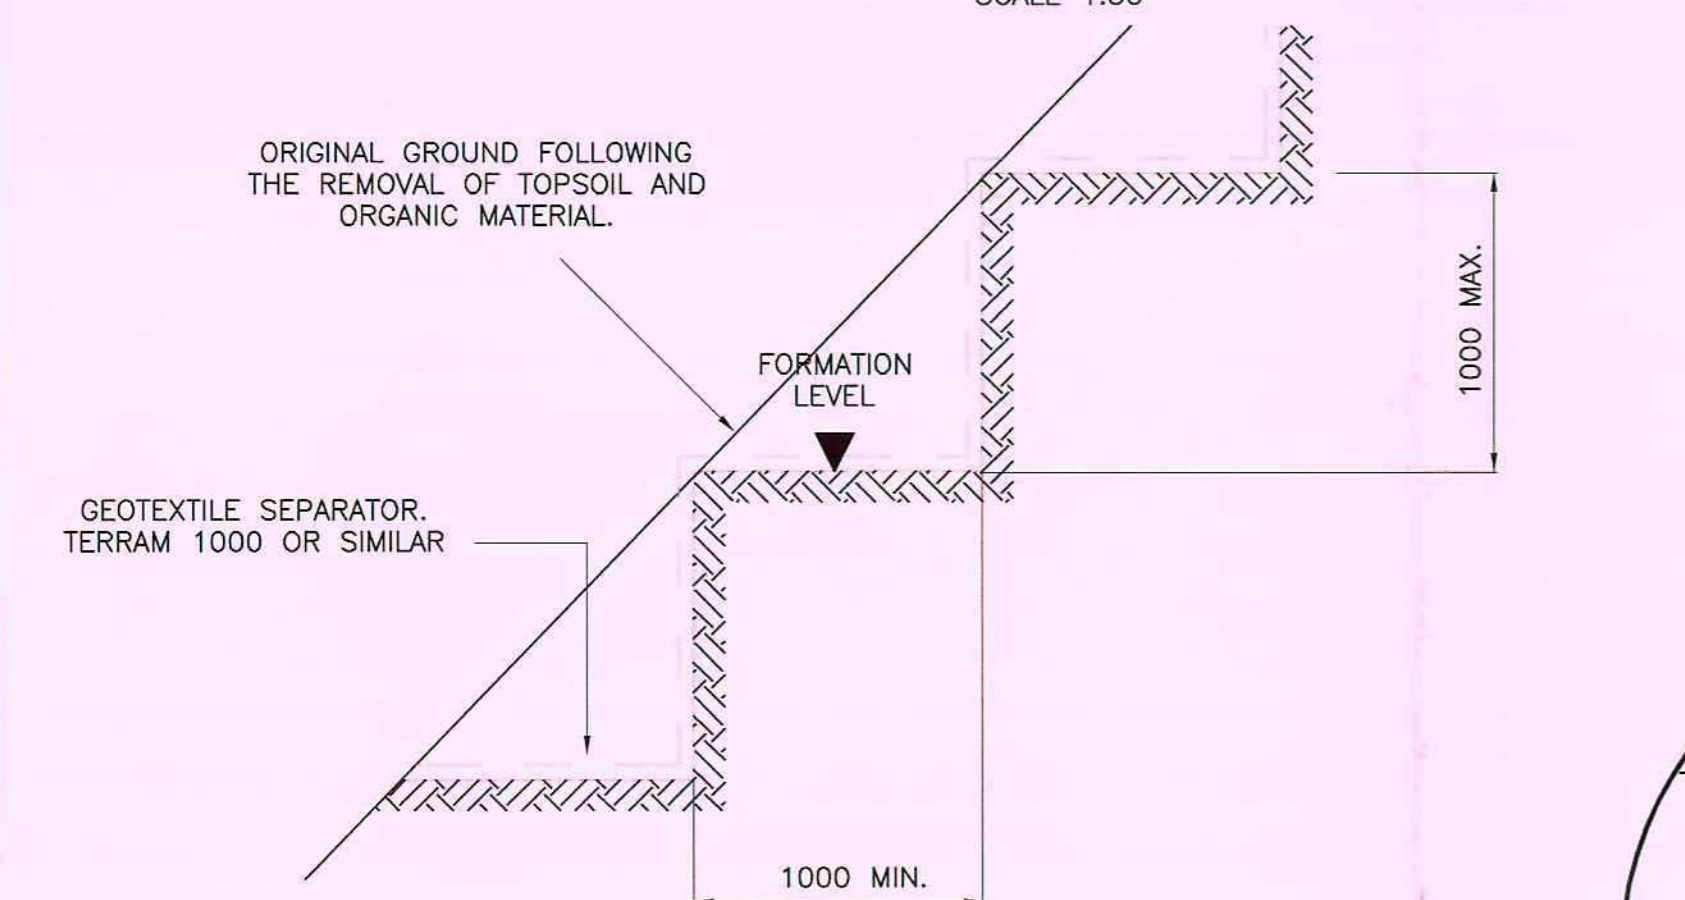 ORIGINAL GROUND FOLLOWING
THE REMOVAL OF TOPSOIL AND
ORGANIC MATERIAL.
FORMATION
LEVEL
1000 MAX.
GEOTEXTILE SEPARATOR.
TERRAM 1000 OR SIMILAR
1000 MIN.